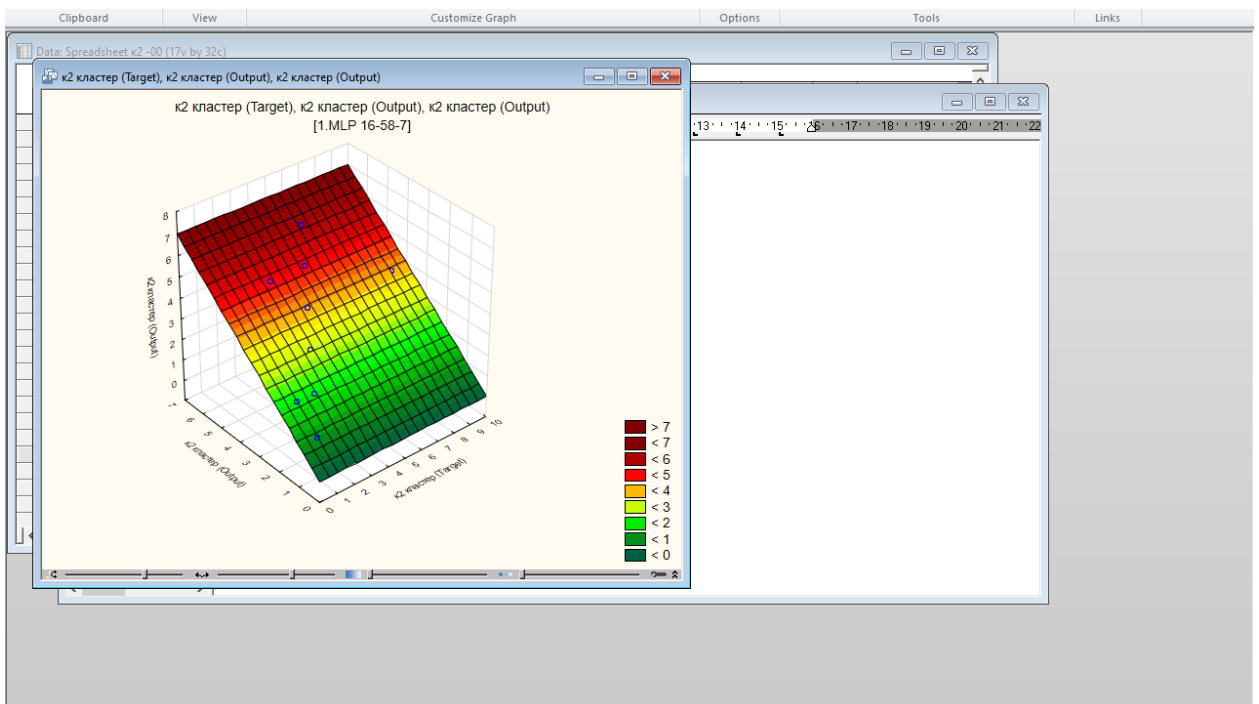 Clipboard View Customize Graph Options Tools Links
Data: Spreadsheet к2 -00 (17v by 32c)
к2 кластер (Target), к2 кластер (Output), к2 кластер (Output)
к2 кластер (Target), к2 кластер (Output), к2 кластер (Output)
[1.MLP 16-58-7]
13 14 15 16 17 18 19 20 21 22
8
7
6
5
4
3
2
1
0
к2 кластер (Output)
7 6 5 4 3 2 1 0
к2 кластер (Output)
0 1 2 3 4 5 6 7 8 9 10
к2 кластер (Target)
> 7
< 7
< 6
< 5
< 4
< 3
< 2
< 1
< 0